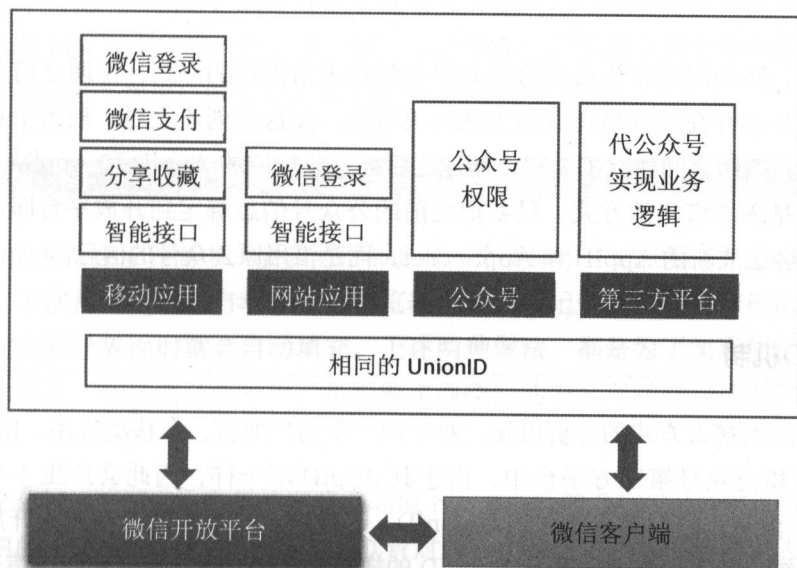 微信登录
微信支付
分享收藏
智能接口
移动应用
微信登录
智能接口
网站应用
公众号
权限
公众号
代公众号
实现业务
逻辑
第三方平台
相同的 UnionID
微信开放平台
微信客户端